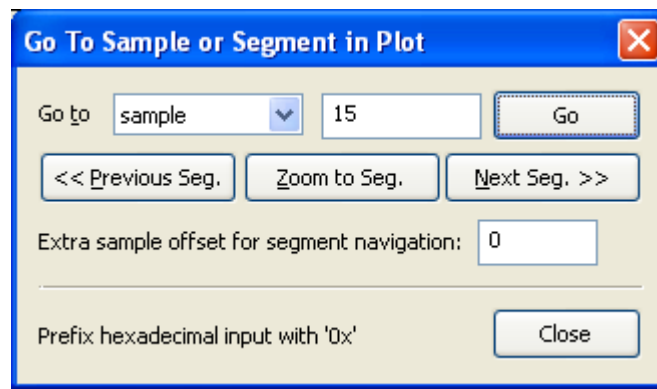 Go To Sample or Segment in Plot
Go to sample 15 Go
<< Previous Seg. Zoom to Seg. Next Seg. >>
Extra sample offset for segment navigation: 0
Prefix hexadecimal input with '0x' Close